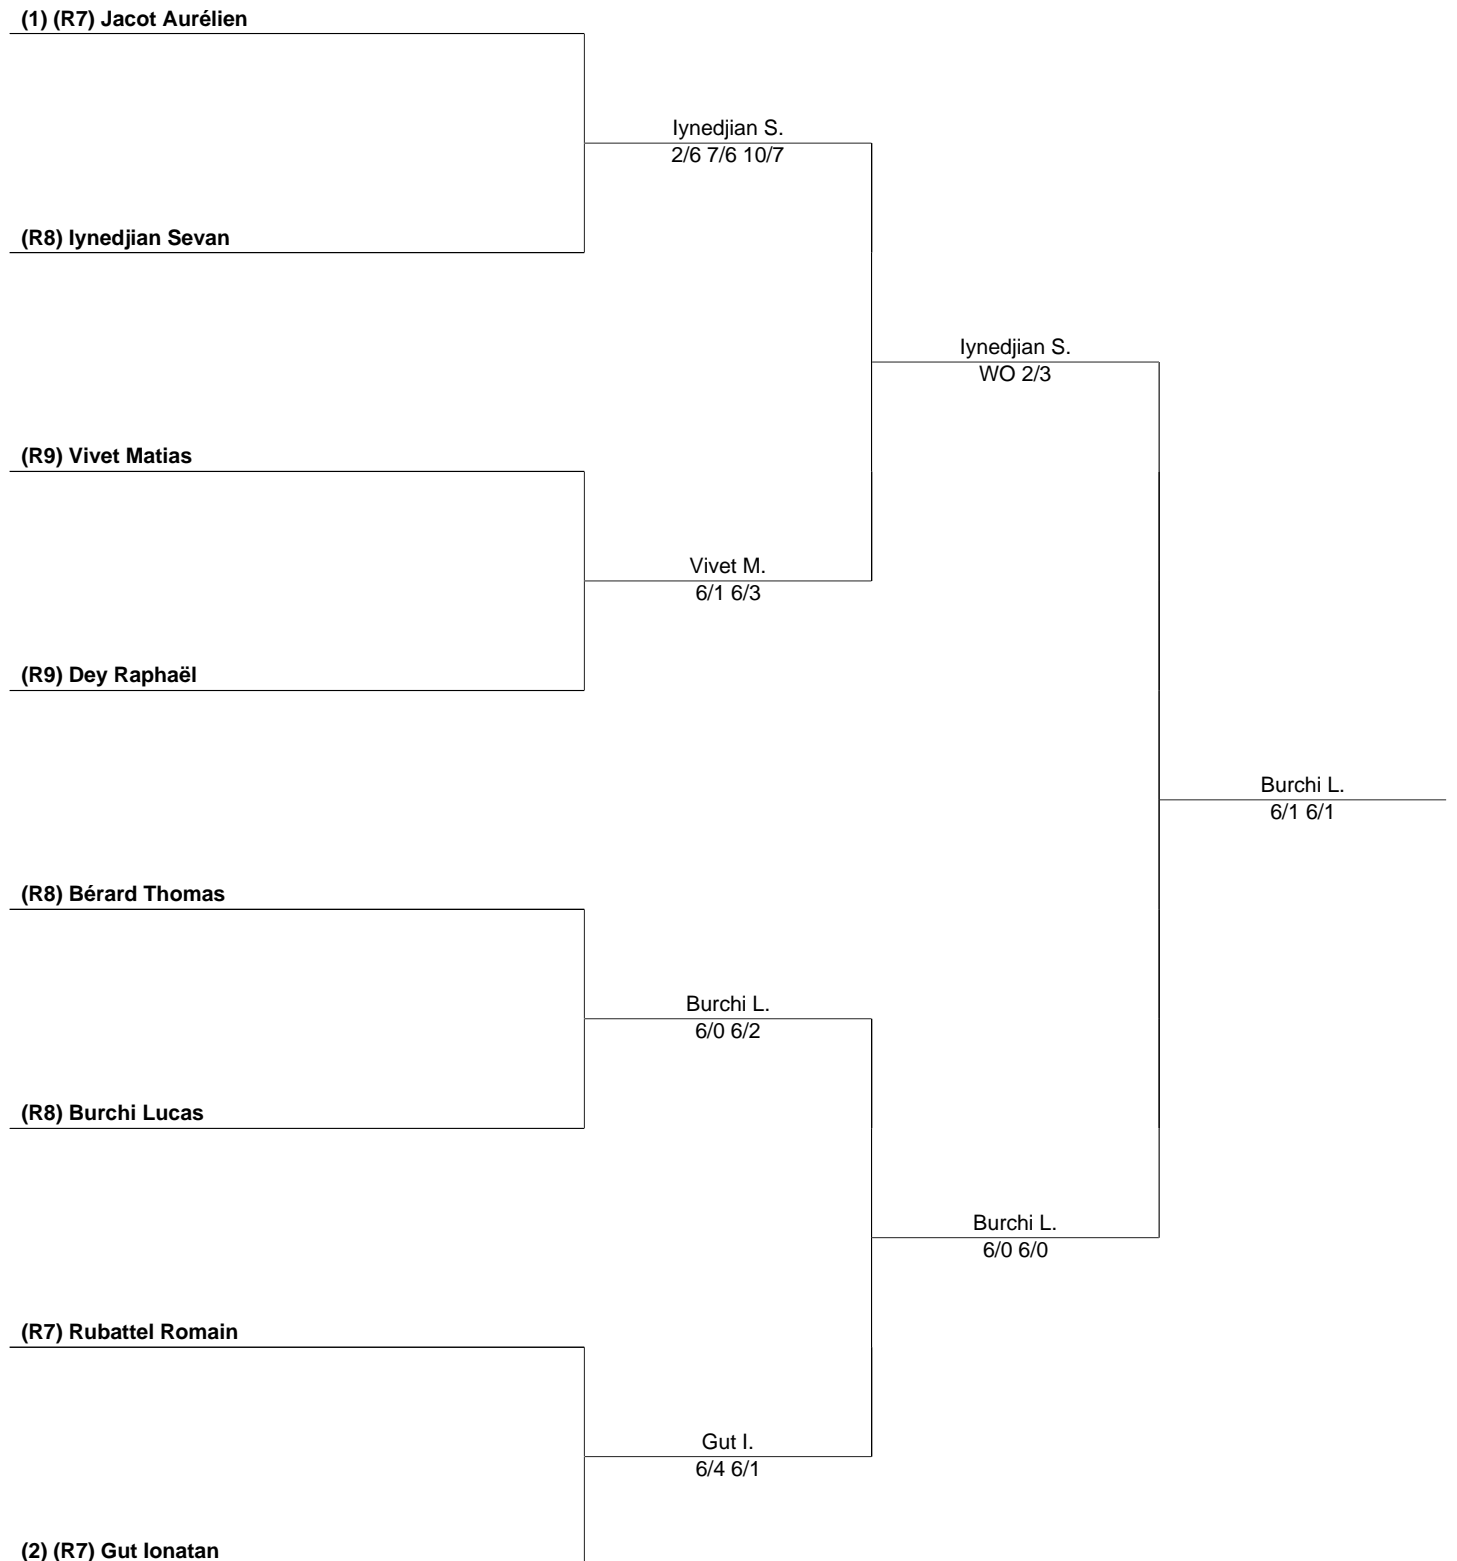 (1) (R7) Jacot Aurélien
Iynedjian S.
2/6 7/6 10/7
(R8) Iynedjian Sevan
Iynedjian S.
WO 2/3
(R9) Vivet Matias
Vivet M.
6/1 6/3
(R9) Dey Raphaël
Burchi L.
6/1 6/1
(R8) Bérard Thomas
Burchi L.
6/0 6/2
(R8) Burchi Lucas
Burchi L.
6/0 6/0
(R7) Rubattel Romain
Gut I.
6/4 6/1
(2) (R7) Gut Ionatan